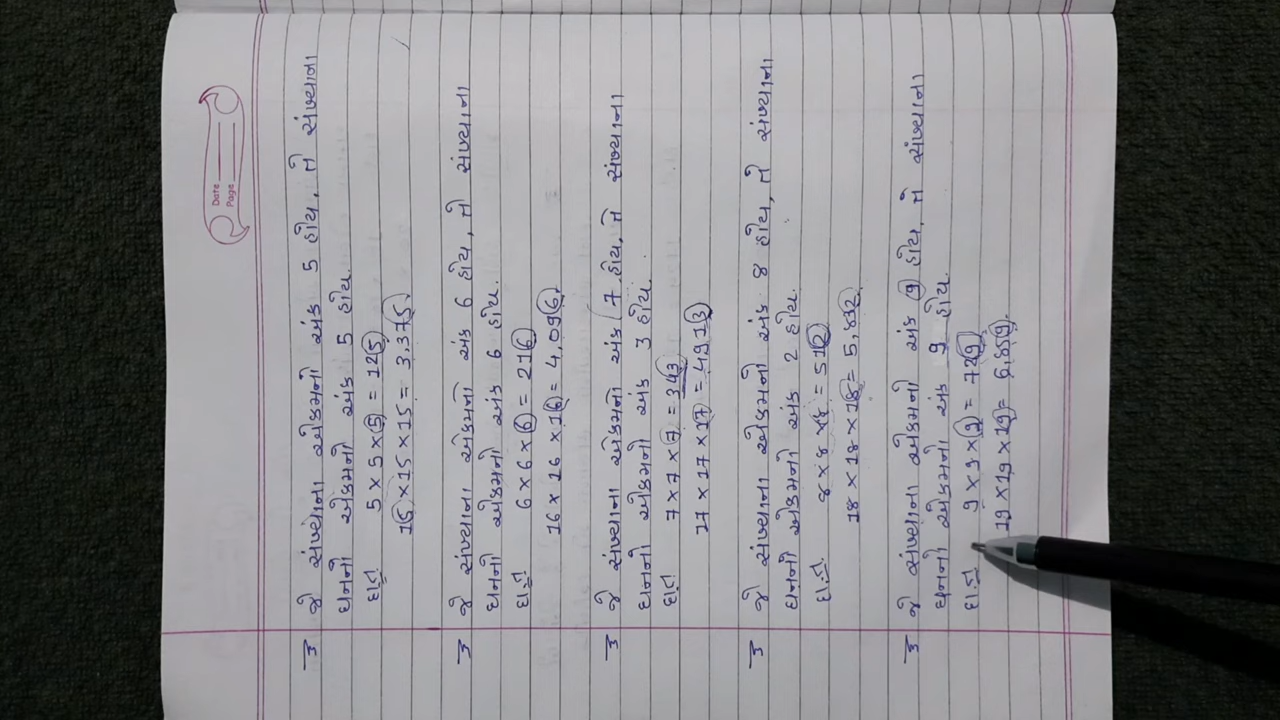 Date
Page
જે સંખ્યાના એકમનો અંક 5 હોય, તે સંખ્યાના
ઘનનો એકમનો અંક 5 હોય.
દા.ત. 5 × 5 × 5 = 125
15 × 15 × 15 = 3,375
જે સંખ્યાના એકમનો અંક 6 હોય, તો સંખ્યાના
ઘનનો એકમનો અંક 6 હોય.
દા.ત. 6 × 6 × 6 = 216
16 × 16 × 16 = 4,096
જે સંખ્યાના એકમનો અંક 7 હોય, તે સંખ્યાના
ઘનનો એકમનો અંક 3 હોય.
દા.ત. 7 × 7 × 7 = 343
17 × 17 × 17 = 4913
જે સંખ્યાના એકમનો અંક 8 હોય, તે સંખ્યાના
ઘનનો એકમનો અંક 2 હોય.
દા.ત. 8 × 8 × 8 = 512
18 × 18 × 18 = 5,832
જે સંખ્યાના એકમનો અંક 9 હોય, તે સંખ્યાના
ઘનનો એકમનો અંક 9 હોય.
દા.ત. 9 × 9 × 9 = 729
19 × 19 × 19 = 6,859.